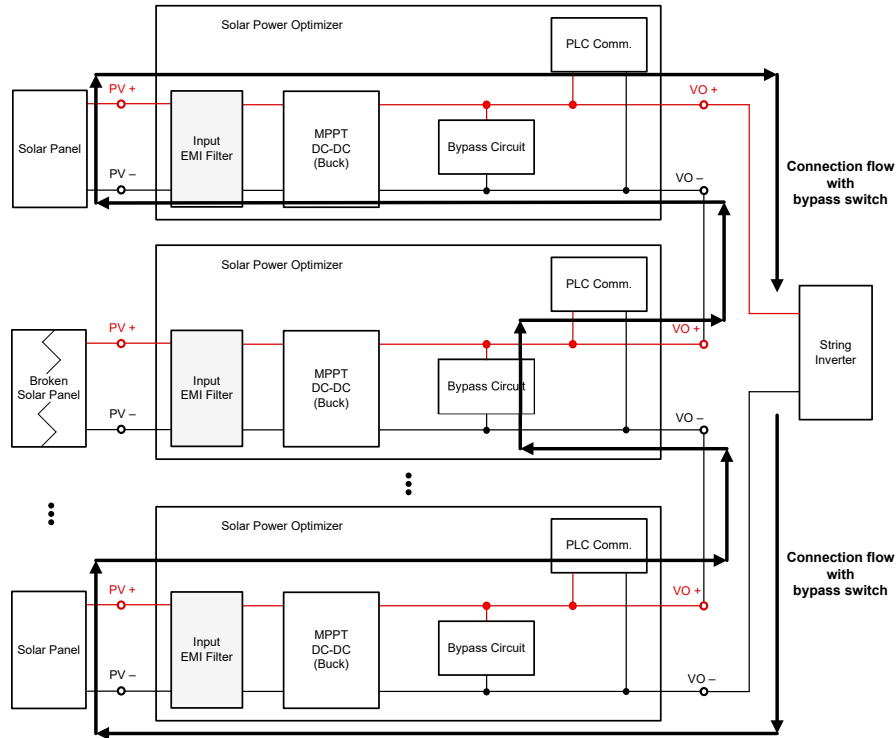 Solar Power Optimizer
PLC Comm.
PV +
VO +
Solar Panel
Input
EMI Filter
MPPT
DC-DC
(Buck)
Bypass Circuit
PV –
VO –
Connection flow
with
bypass switch
Solar Power Optimizer
PLC Comm.
PV +
VO +
Broken
Solar Panel
Input
EMI Filter
MPPT
DC-DC
(Buck)
Bypass Circuit
PV –
VO –
String
Inverter
Solar Power Optimizer
PLC Comm.
PV +
VO +
Solar Panel
Input
EMI Filter
MPPT
DC-DC
(Buck)
Bypass Circuit
PV –
VO –
Connection flow
with
bypass switch